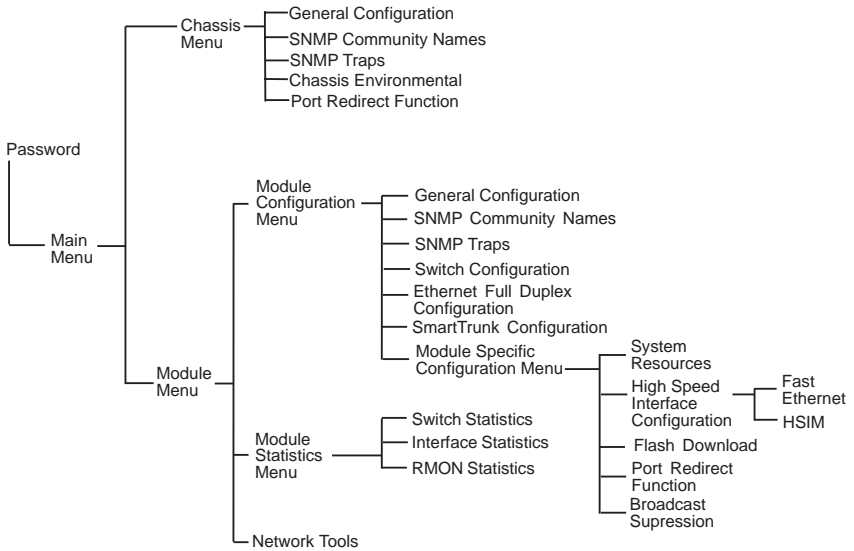 Password
Main
Menu
Chassis
Menu
General Configuration
SNMP Community Names
SNMP Traps
Chassis Environmental
Port Redirect Function
Module
Menu
Module
Configuration
Menu
General Configuration
SNMP Community Names
SNMP Traps
Switch Configuration
Ethernet Full Duplex
Configuration
SmartTrunk Configuration
Module Specific
Configuration Menu
System
Resources
High Speed
Interface
Configuration
Fast
Ethernet
HSIM
Flash Download
Port Redirect
Function
Broadcast
Supression
Module
Statistics
Menu
Switch Statistics
Interface Statistics
RMON Statistics
Network Tools